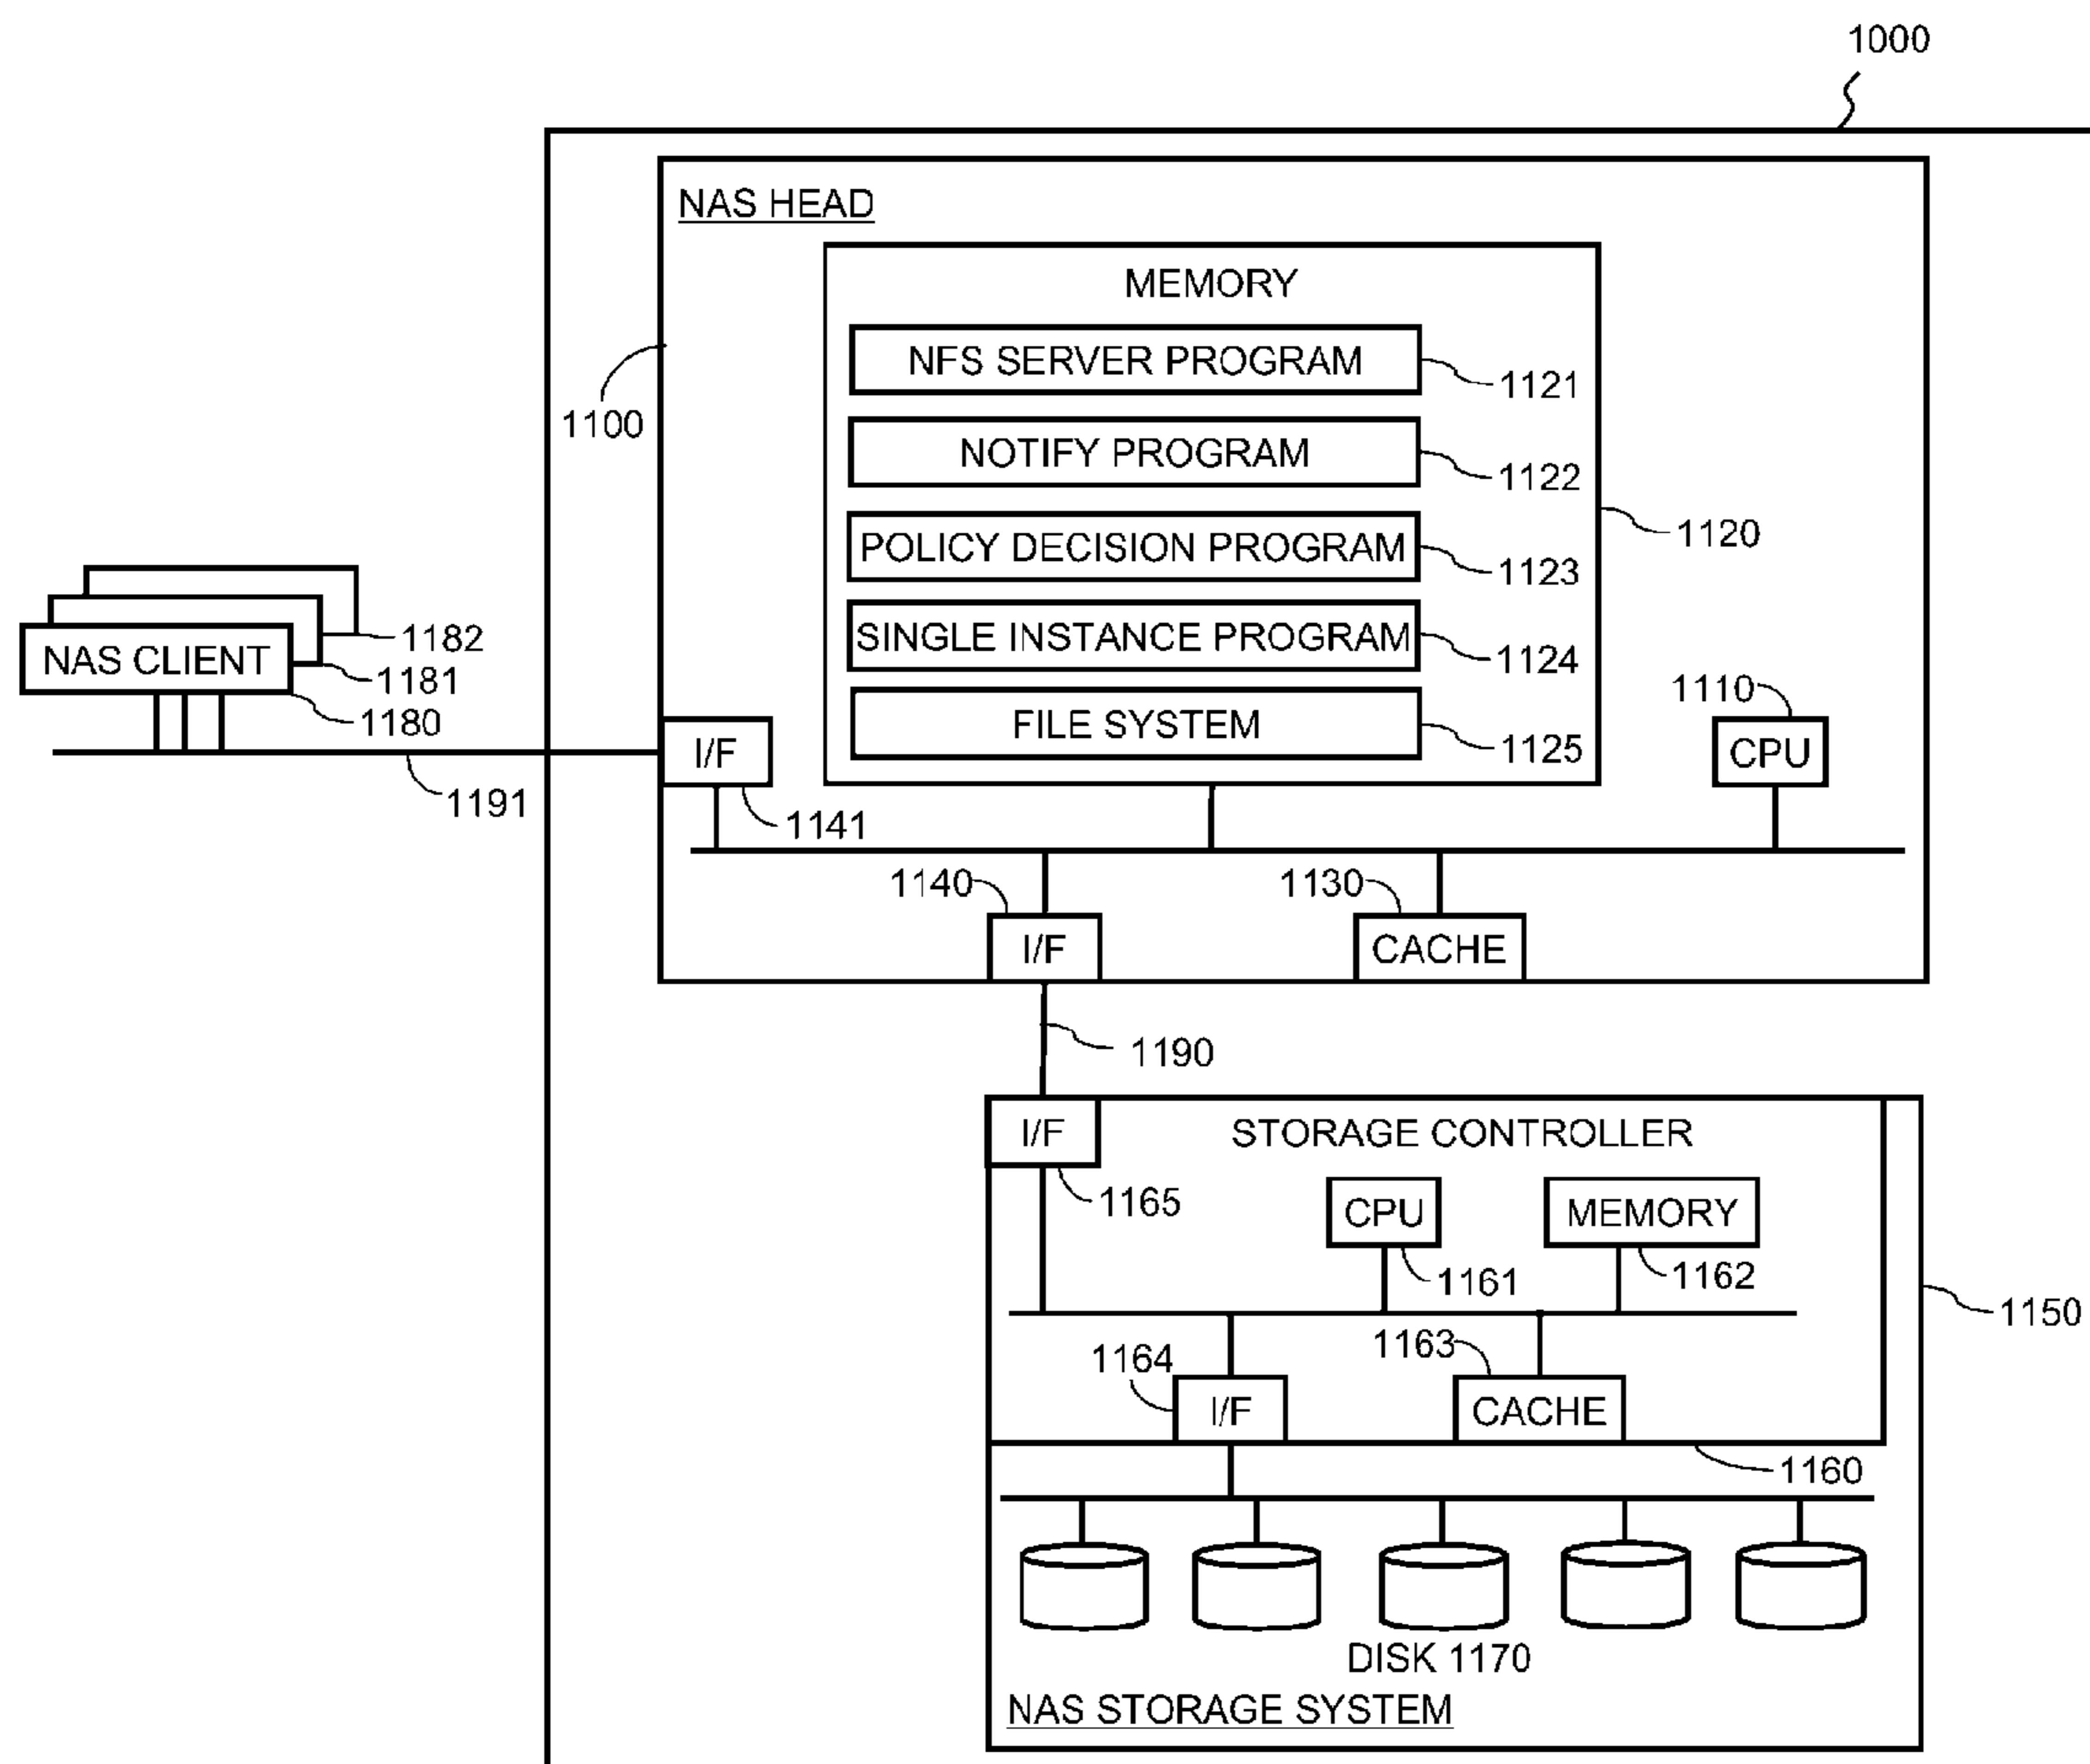 1000
NAS HEAD
MEMORY
NFS SERVER PROGRAM
1121
1100
NOTIFY PROGRAM
1122
1120
POLICY DECISION PROGRAM
1123
SINGLE INSTANCE PROGRAM
1124
1182
NAS CLIENT
1181
1180
1110
FILE SYSTEM
1125
I/F
CPU
1191
1141
1140
1130
I/F
CACHE
1190
I/F
STORAGE CONTROLLER
1165
CPU
MEMORY
1161
1162
1150
1164
1163
I/F
CACHE
1160
DISK 1170
NAS STORAGE SYSTEM